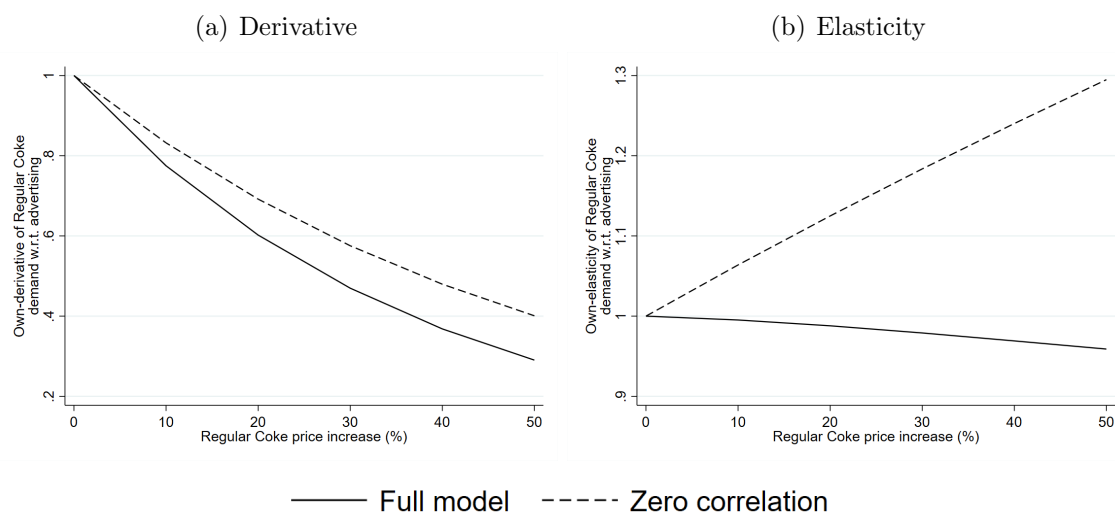 (a) Derivative
Own-derivative of Regular Coke
demand w.r.t. advertising
1
.8
.6
.4
.2
0 10 20 30 40 50
Regular Coke price increase (%)
(b) Elasticity
Own-elasticity of Regular Coke
demand w.r.t. advertising
1.3
1.2
1.1
1
.9
0 10 20 30 40 50
Regular Coke price increase (%)
Full model Zero correlation